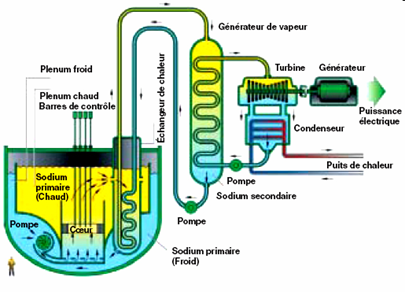 Générateur de vapeur
Plenum froid
Plenum chaud
Barres de contrôle
Échangeur de chaleur
Turbine
Générateur
Puissance
électrique
Condenseur
Puits de chaleur
Pompe
Sodium secondaire
Pompe
Sodium
primaire
(Chaud)
Cœur
Pompe
Sodium primaire
(Froid)